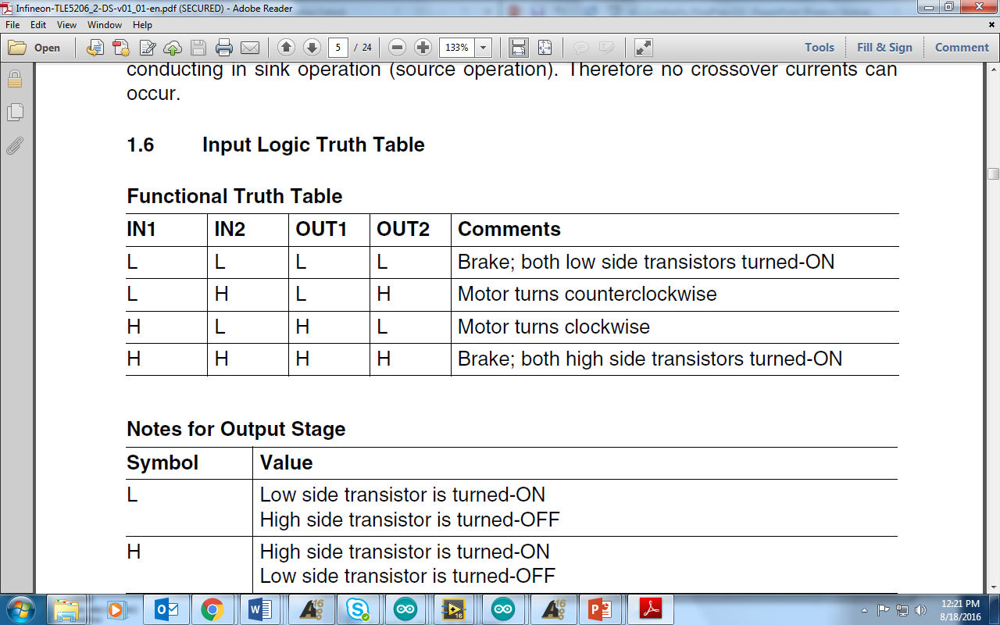 Infineon-TLE5206_2-DS-v01_01-en.pdf (SECURED) - Adobe Reader
File Edit View Window Help
Open 5 / 24 133% Tools Fill & Sign Comment
conducting in sink operation (source operation). Therefore no crossover currents can
occur.
1.6 Input Logic Truth Table
Functional Truth Table
IN1 IN2 OUT1 OUT2 Comments
L L L L Brake; both low side transistors turned-ON
L H L H Motor turns counterclockwise
H L H L Motor turns clockwise
H H H H Brake; both high side transistors turned-ON
Notes for Output Stage
Symbol Value
L Low side transistor is turned-ON
High side transistor is turned-OFF
H High side transistor is turned-ON
Low side transistor is turned-OFF
12:21 PM
8/18/2016